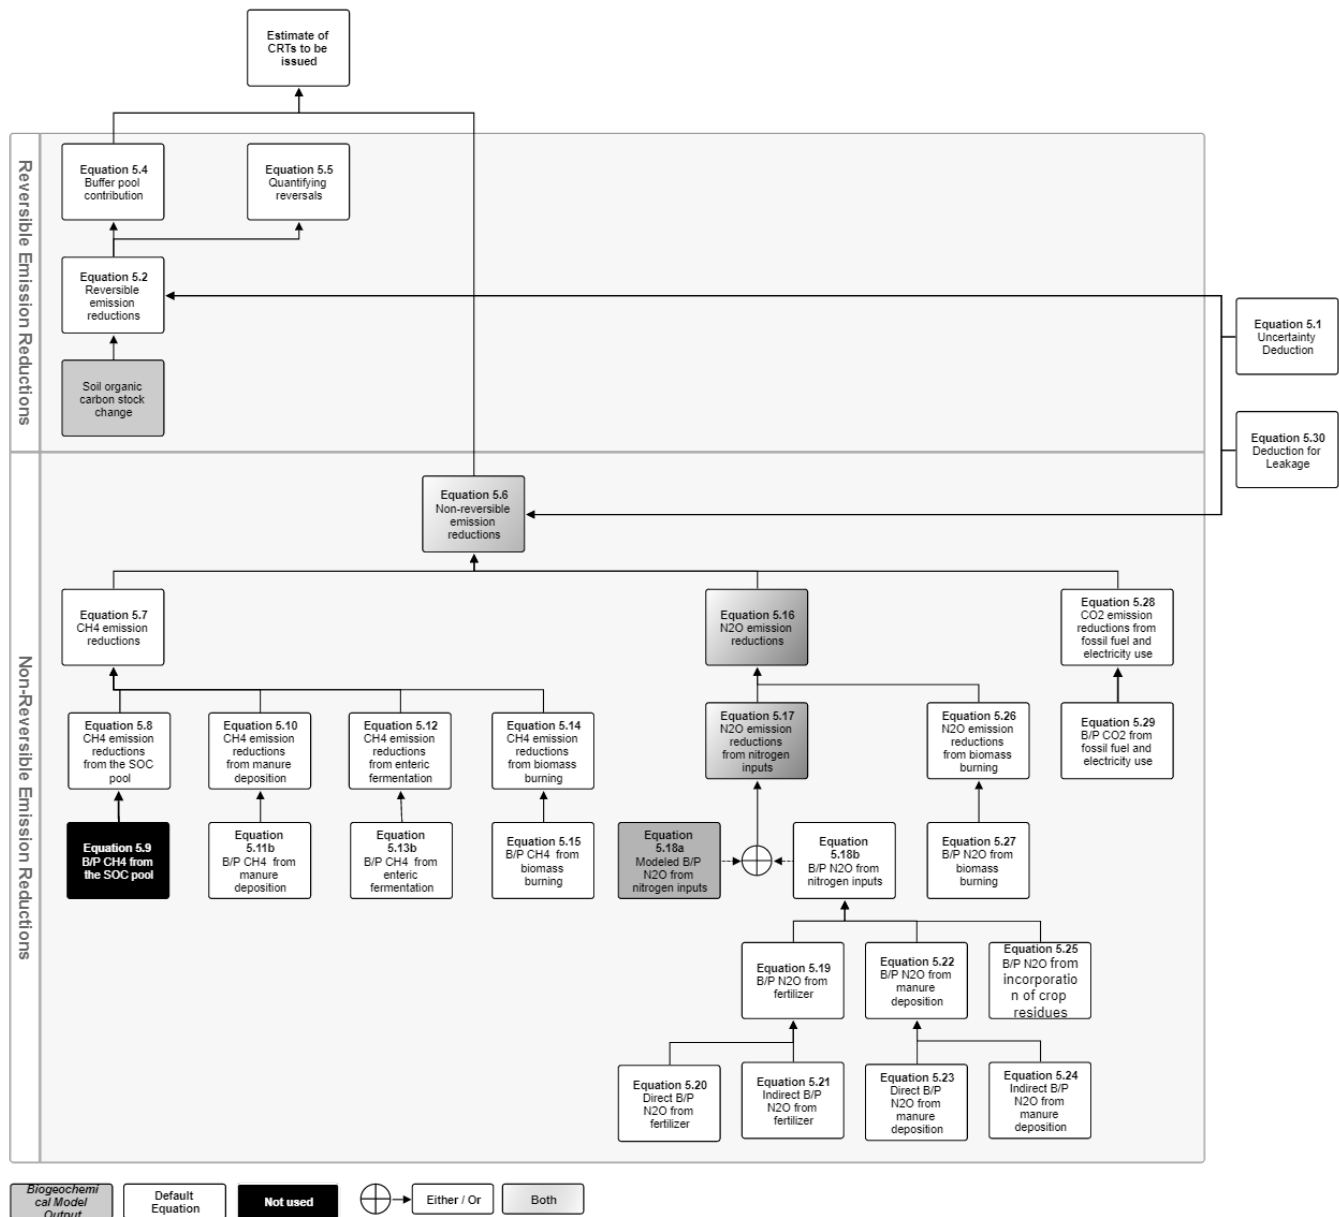 Estimate of
CRTs to be
issued
Reversible Emission Reductions
Equation 5.4
Buffer pool
contribution
Equation 5.5
Quantifying
reversals
Equation 5.2
Reversible
emission
reductions
Soil organic
carbon stock
change
Equation 5.1
Uncertainty
Deduction
Equation 5.30
Deduction for
Leakage
Non-Reversible Emission Reductions
Equation 5.6
Non-reversible
emission
reductions
Equation 5.7
CH4 emission
reductions
Equation 5.16
N2O emission
reductions
Equation 5.28
CO2 emission
reductions from
fossil fuel and
electricity use
Equation 5.8
CH4 emission
reductions
from the SOC
pool
Equation 5.10
CH4 emission
reductions
from manure
deposition
Equation 5.12
CH4 emission
reductions
from enteric
fermentation
Equation 5.14
CH4 emission
reductions from
biomass burning
Equation 5.17
N2O emission
reductions
from nitrogen
inputs
Equation 5.26
N2O emission
reductions from
biomass
burning
Equation 5.29
B/P CO2 from
fossil fuel and
electricity use
Equation 5.9
B/P CH4 from
the SOC pool
Equation
5.11b
B/P CH4 from
manure
deposition
Equation
5.13b
B/P CH4 from
enteric
fermentation
Equation 5.15
B/P CH4 from
biomass
burning
Equation
5.18a
Modeled B/P
N2O from
nitrogen inputs
Equation
5.18b
B/P N2O from
nitrogen inputs
Equation 5.27
B/P N2O from
biomass
burning
Equation 5.19
B/P N2O from
fertilizer
Equation 5.22
B/P N2O from
manure
deposition
Equation 5.25
B/P N2O from
incorporatio
n of crop
residues
Equation 5.20
Direct B/P
N2O from
fertilizer
Equation 5.21
Indirect B/P
N2O from
fertilizer
Equation 5.23
Direct B/P
N2O from
manure
deposition
Equation 5.24
Indirect B/P
N2O from
manure
deposition
Biogeochemi
cal Model
Output
Default
Equation
Not used
Either / Or
Both